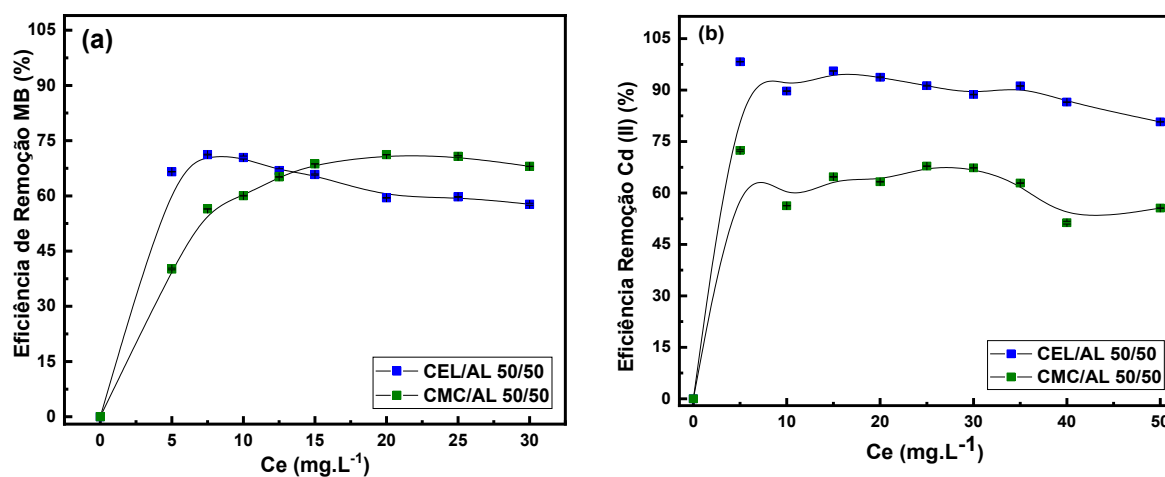 (a)
Eficiência de Remoção MB (%)
105
90
75
60
45
30
15
0
0 5 10 15 20 25 30
Ce (mg.L⁻¹)
CEL/AL 50/50
CMC/AL 50/50
(b)
Eficiência Remoção Cd (II) (%)
105
90
75
60
45
30
15
0
0 10 20 30 40 50
Ce (mg.L⁻¹)
CEL/AL 50/50
CMC/AL 50/50